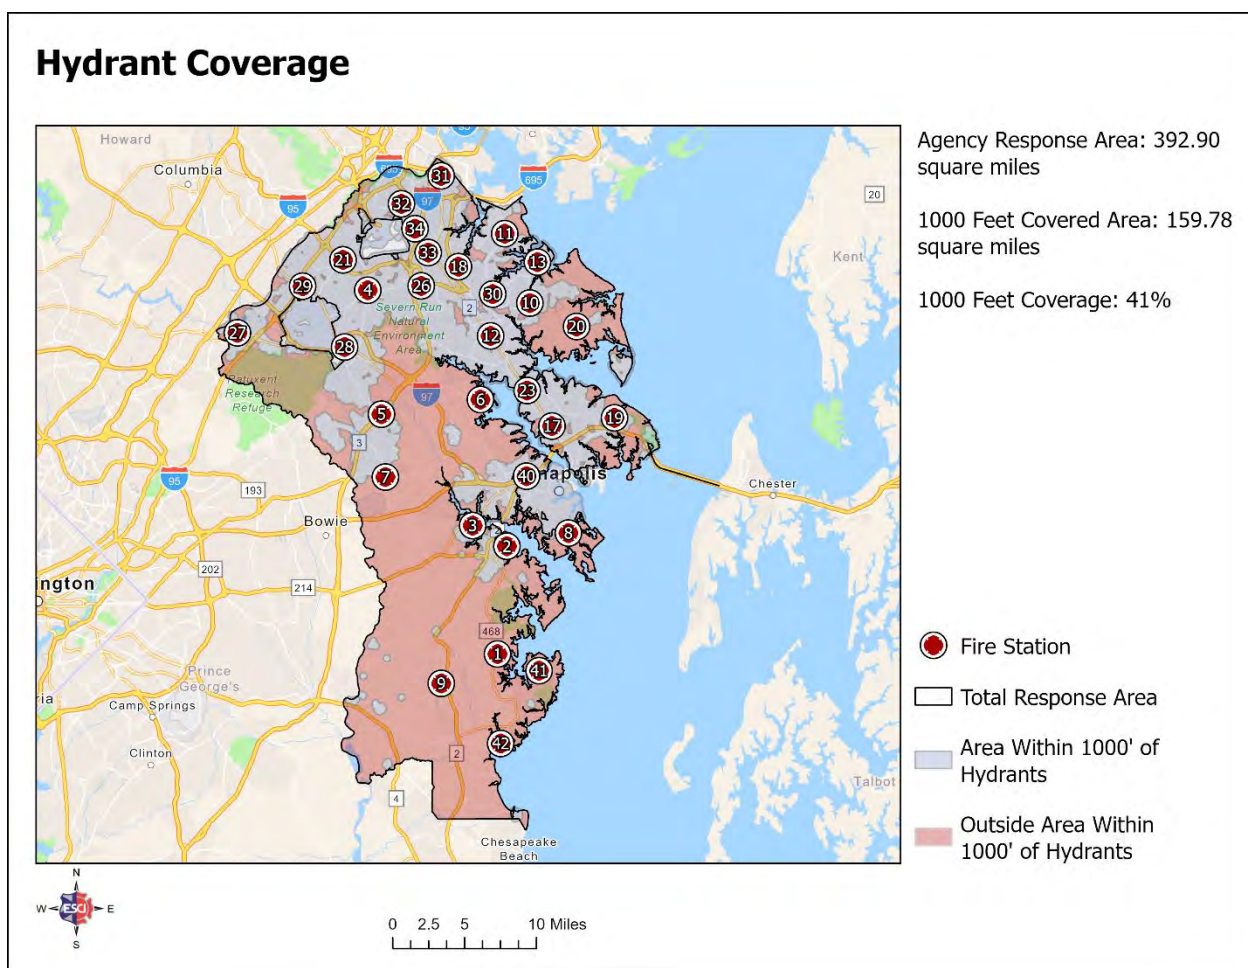 Hydrant Coverage
Howard
Columbia
95
695
97
95
20
Kent
31
32
34
33
11
13
21
18
29
4
26
30
10
Severn Run
Natural
Environment
Area
2
20
27
12
28
Patuxent
Research
Refuge
97
6
23
5
17
19
3
7
40
napolis
95
193
Chester
Bowie
3
2
8
202
214
ington
468
1
41
Prince
George's
9
ria
Camp Springs
42
Clinton
2
Talbot
4
Chesapeake
Beach
Agency Response Area: 392.90
square miles
1000 Feet Covered Area: 159.78
square miles
1000 Feet Coverage: 41%
Fire Station
Total Response Area
Area Within 1000' of
Hydrants
Outside Area Within
1000' of Hydrants
N
W
ESCI
E
S
0 2.5 5 10 Miles